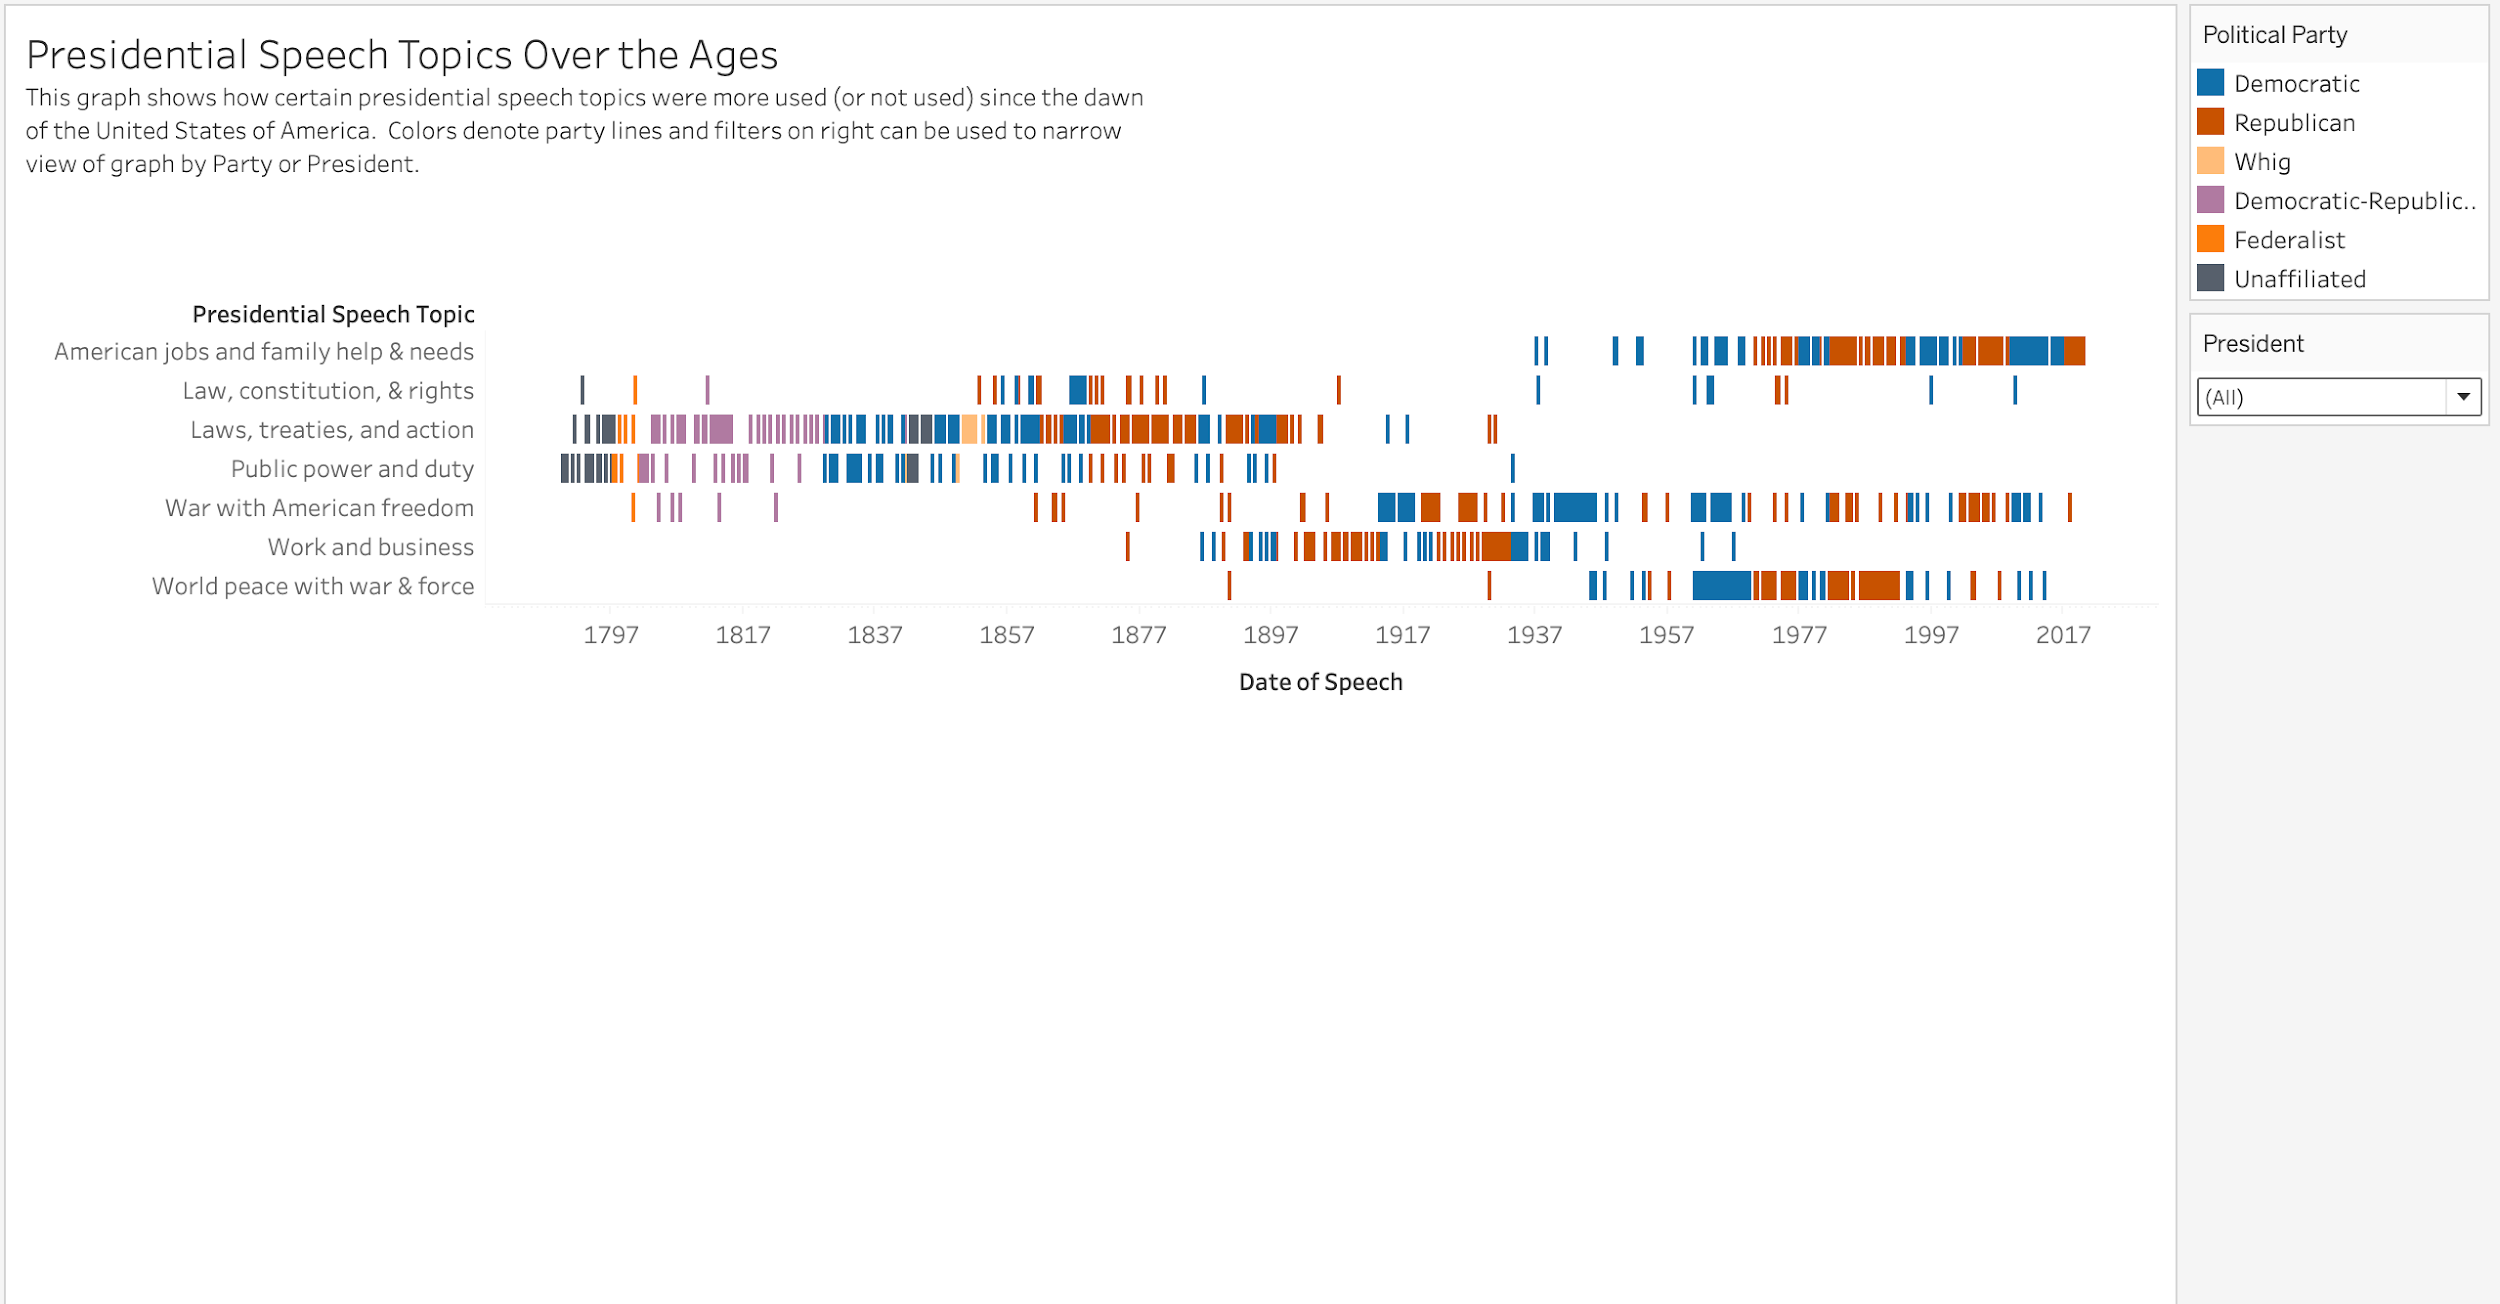 Presidential Speech Topics Over the Ages
This graph shows how certain presidential speech topics were more used (or not used) since the dawn
of the United States of America.  Colors denote party lines and filters on right can be used to narrow
view of graph by Party or President.
Presidential Speech Topic
American jobs and family help & needs
Law, constitution, & rights
Laws, treaties, and action
Public power and duty
War with American freedom
Work and business
World peace with war & force
1797 1817 1837 1857 1877 1897 1917 1937 1957 1977 1997 2017
Date of Speech
Political Party
Democratic
Republican
Whig
Democratic-Republic..
Federalist
Unaffiliated
President
(All)